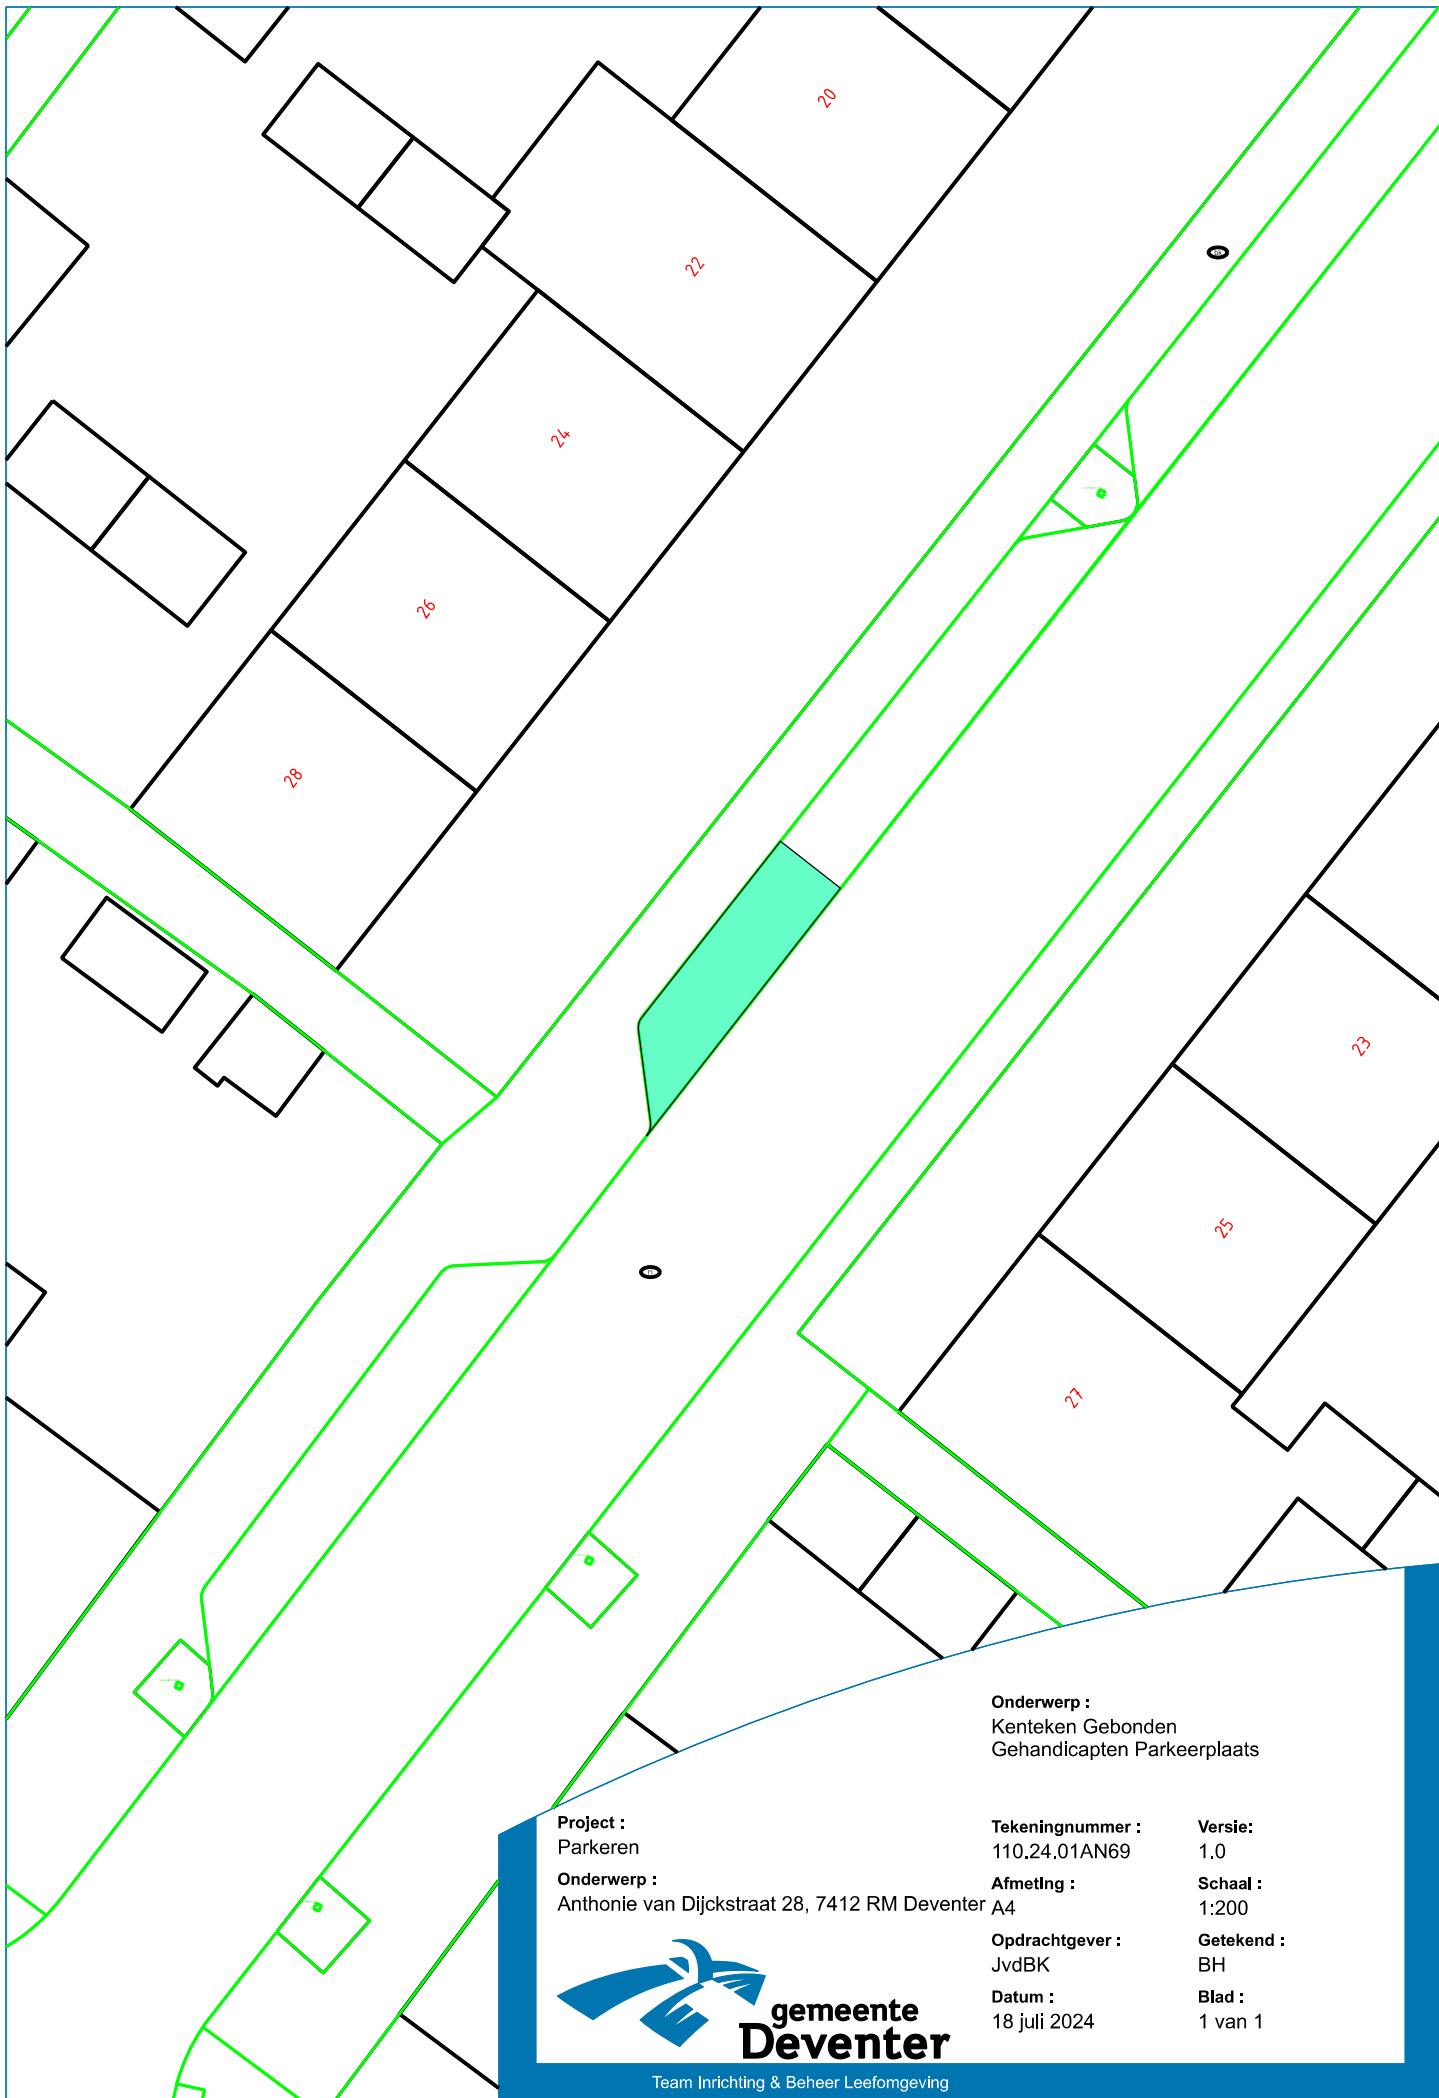 20
22
24
26
28
23
25
27
Onderwerp :
Kenteken Gebonden
Gehandicapten Parkeerplaats
Project :
Parkeren
Onderwerp :
Anthonie van Dijckstraat 28, 7412 RM Deventer
Tekeningnummer :
110.24.01AN69
Versie:
1.0
Afmeting :
A4
Schaal :
1:200
Opdrachtgever :
JvdBK
Getekend :
BH
Datum :
18 juli 2024
Blad :
1 van 1
gemeente
Deventer
Team Inrichting & Beheer Leefomgeving